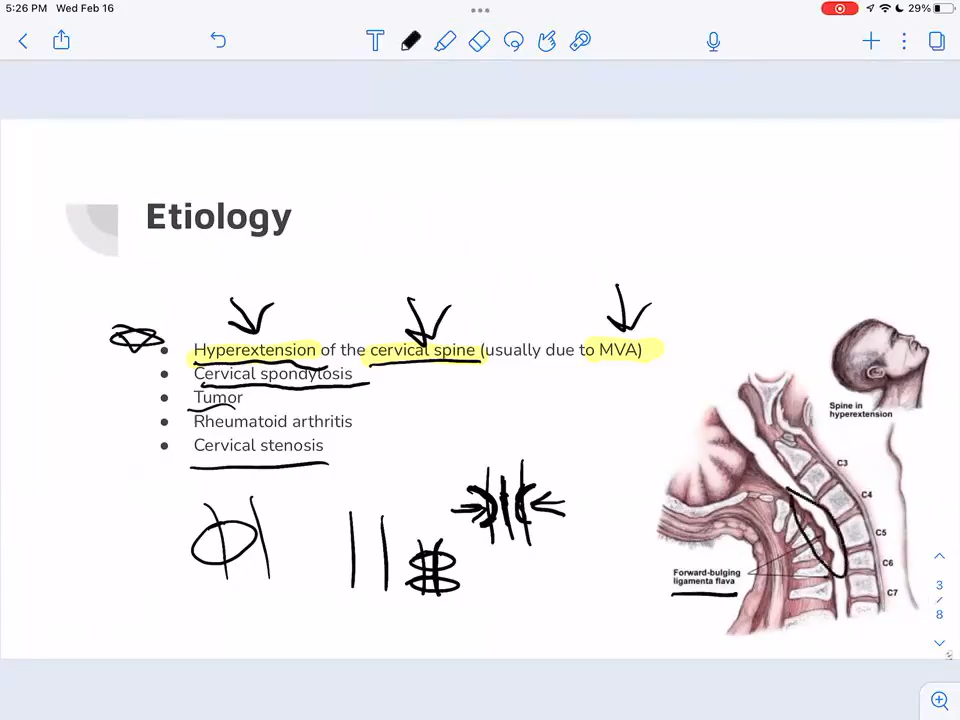 5:26 PM Wed Feb 16
29%
T
Etiology
Hyperextension of the cervical spine (usually due to MVA)
Cervical spondylosis
Tumor
Rheumatoid arthritis
Cervical stenosis
Spine in
hyperextension
C3
C4
C5
C6
C7
Forward-bulging
ligamenta flava
3
/
8